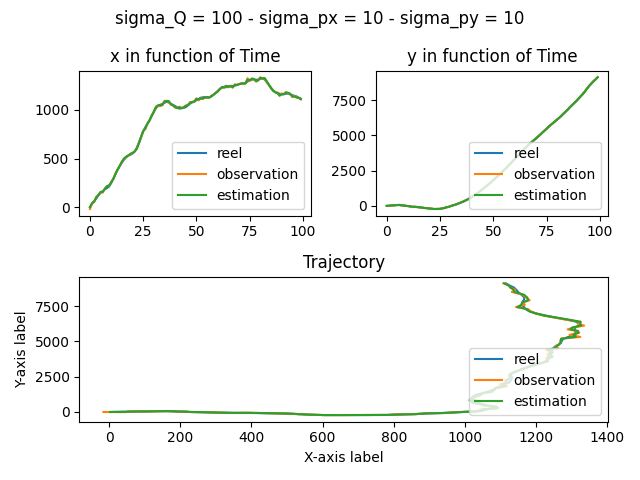 sigma_Q = 100 - sigma_px = 10 - sigma_py = 10
x in function of Time
1000
500
0
0 25 50 75 100
reel
observation
estimation
y in function of Time
7500
5000
2500
0
0 25 50 75 100
reel
observation
estimation
Trajectory
Y-axis label
7500
5000
2500
0
0 200 400 600 800 1000 1200 1400
X-axis label
reel
observation
estimation